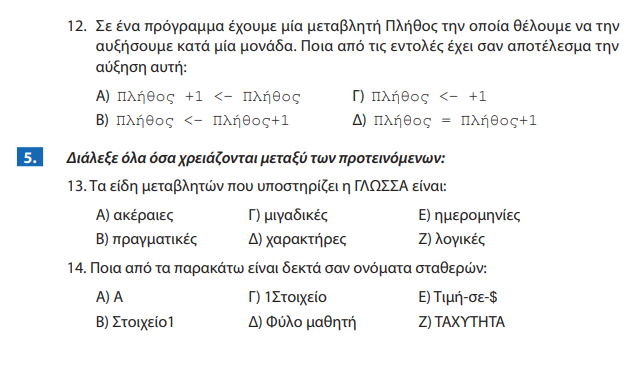 12. Σε ένα πρόγραμμα έχουμε μία μεταβλητή Πλήθος την οποία θέλουμε να την
αυξήσουμε κατά μία μονάδα. Ποια από τις εντολές έχει σαν αποτέλεσμα την
αύξηση αυτή:
Α) Πλήθος +1 <- Πλήθος Γ) Πλήθος <- +1
Β) Πλήθος <- Πλήθος+1 Δ) Πλήθος = Πλήθος+1
5. Διάλεξε όλα όσα χρειάζονται μεταξύ των προτεινόμενων:
13. Τα είδη μεταβλητών που υποστηρίζει η ΓΛΩΣΣΑ είναι:
Α) ακέραιες Γ) μιγαδικές Ε) ημερομηνίες
Β) πραγματικές Δ) χαρακτήρες Ζ) λογικές
14. Ποια από τα παρακάτω είναι δεκτά σαν ονόματα σταθερών:
Α) Α Γ) 1Στοιχείο Ε) Τιμή-σε-$
Β) Στοιχείο1 Δ) Φύλο μαθητή Ζ) ΤΑΧΥΤΗΤΑ